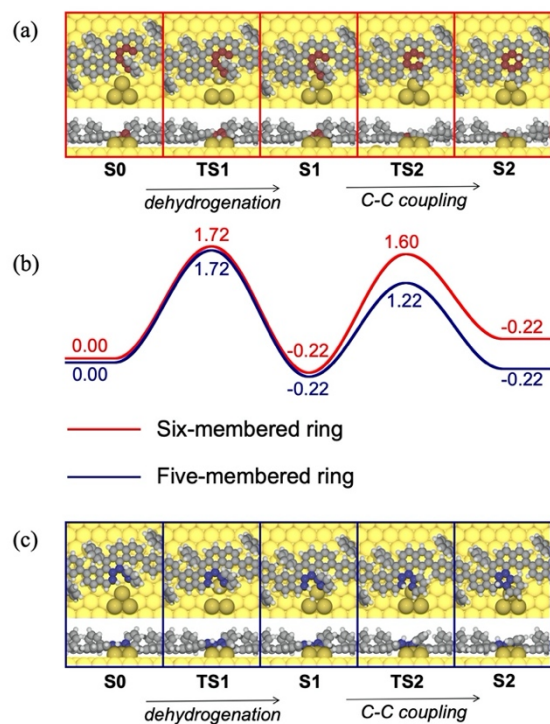 (a)
S0 TS1 S1 TS2 S2
dehydrogenation C-C coupling
(b)
1.72 1.60
1.72 1.22
0.00 -0.22 -0.22
0.00 -0.22 -0.22
Six-membered ring
Five-membered ring
(c)
S0 TS1 S1 TS2 S2
dehydrogenation C-C coupling